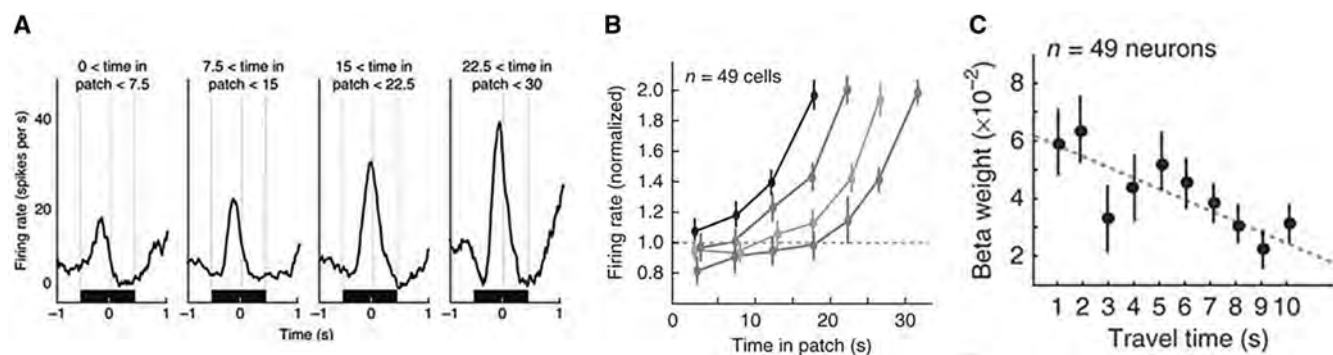 A
0 < time in
patch < 7.5
7.5 < time in
patch < 15
15 < time in
patch < 22.5
22.5 < time in
patch < 30
Firing rate (spikes per s)
40
20
0
−1 0 1
−1 0 1
−1 0 1
−1 0 1
Time (s)
B
n = 49 cells
Firing rate (normalized)
2.0
1.8
1.6
1.4
1.2
1.0
0.8
0 10 20 30
Time in patch (s)
C
n = 49 neurons
Beta weight (×10⁻²)
8
6
4
2
1 2 3 4 5 6 7 8 9 10
Travel time (s)